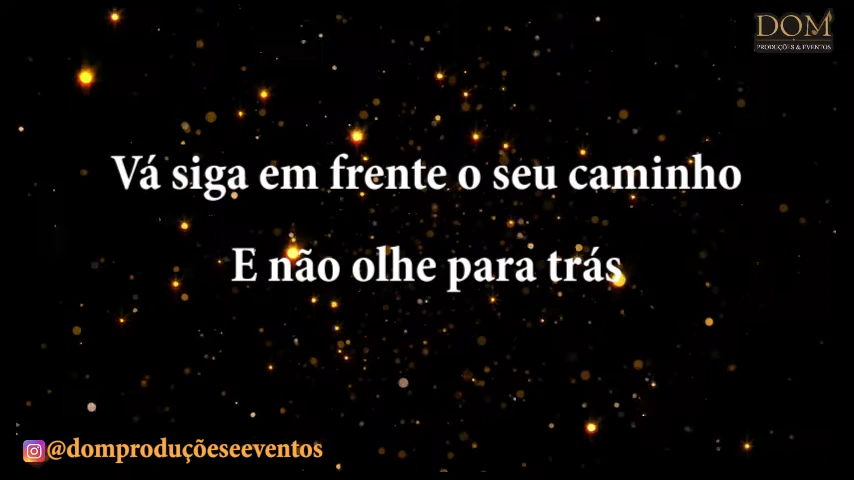 DOM
PRODUÇÕES & EVENTOS
Vá siga em frente o seu caminho
E não olhe para trás
@domproduçõeseeventos